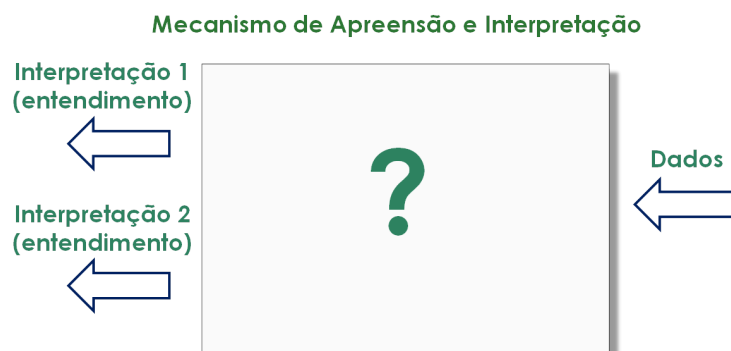 Mecanismo de Apreensão e Interpretação
Interpretação 1
(entendimento)
?
Dados
Interpretação 2
(entendimento)